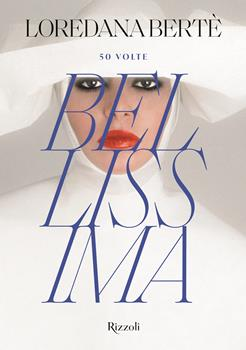 LOREDANA BERTÈ
50 VOLTE
BEL
LISS
IMA
Rizzoli